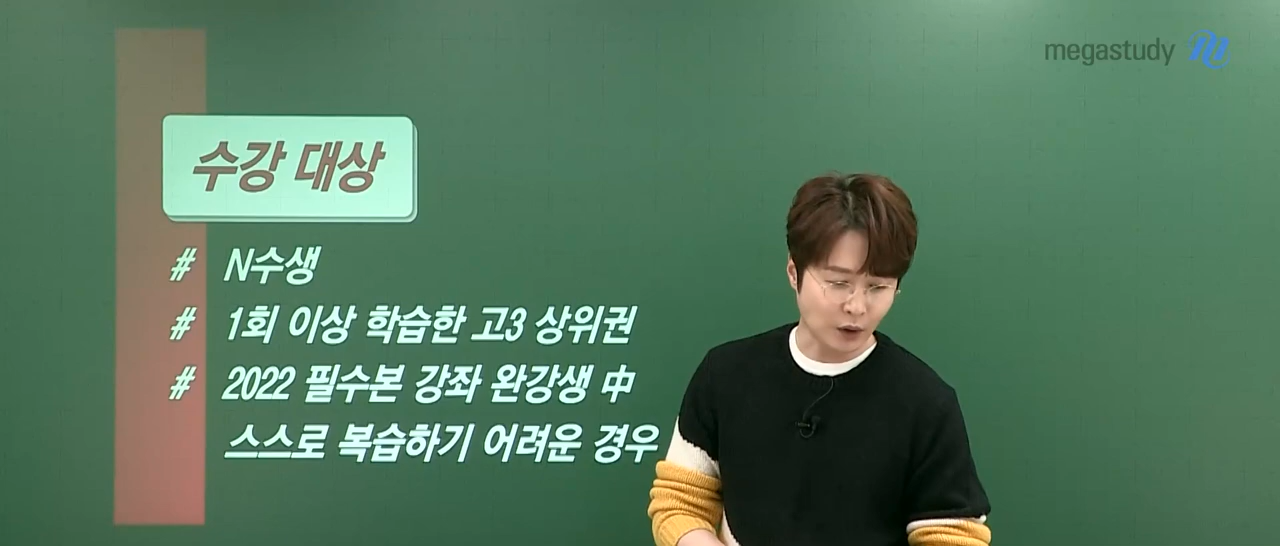 megastudy
수강 대상
# N수생
# 1회 이상 학습한 고3 상위권
# 2022 필수본 강좌 완강생 中
스스로 복습하기 어려운 경우